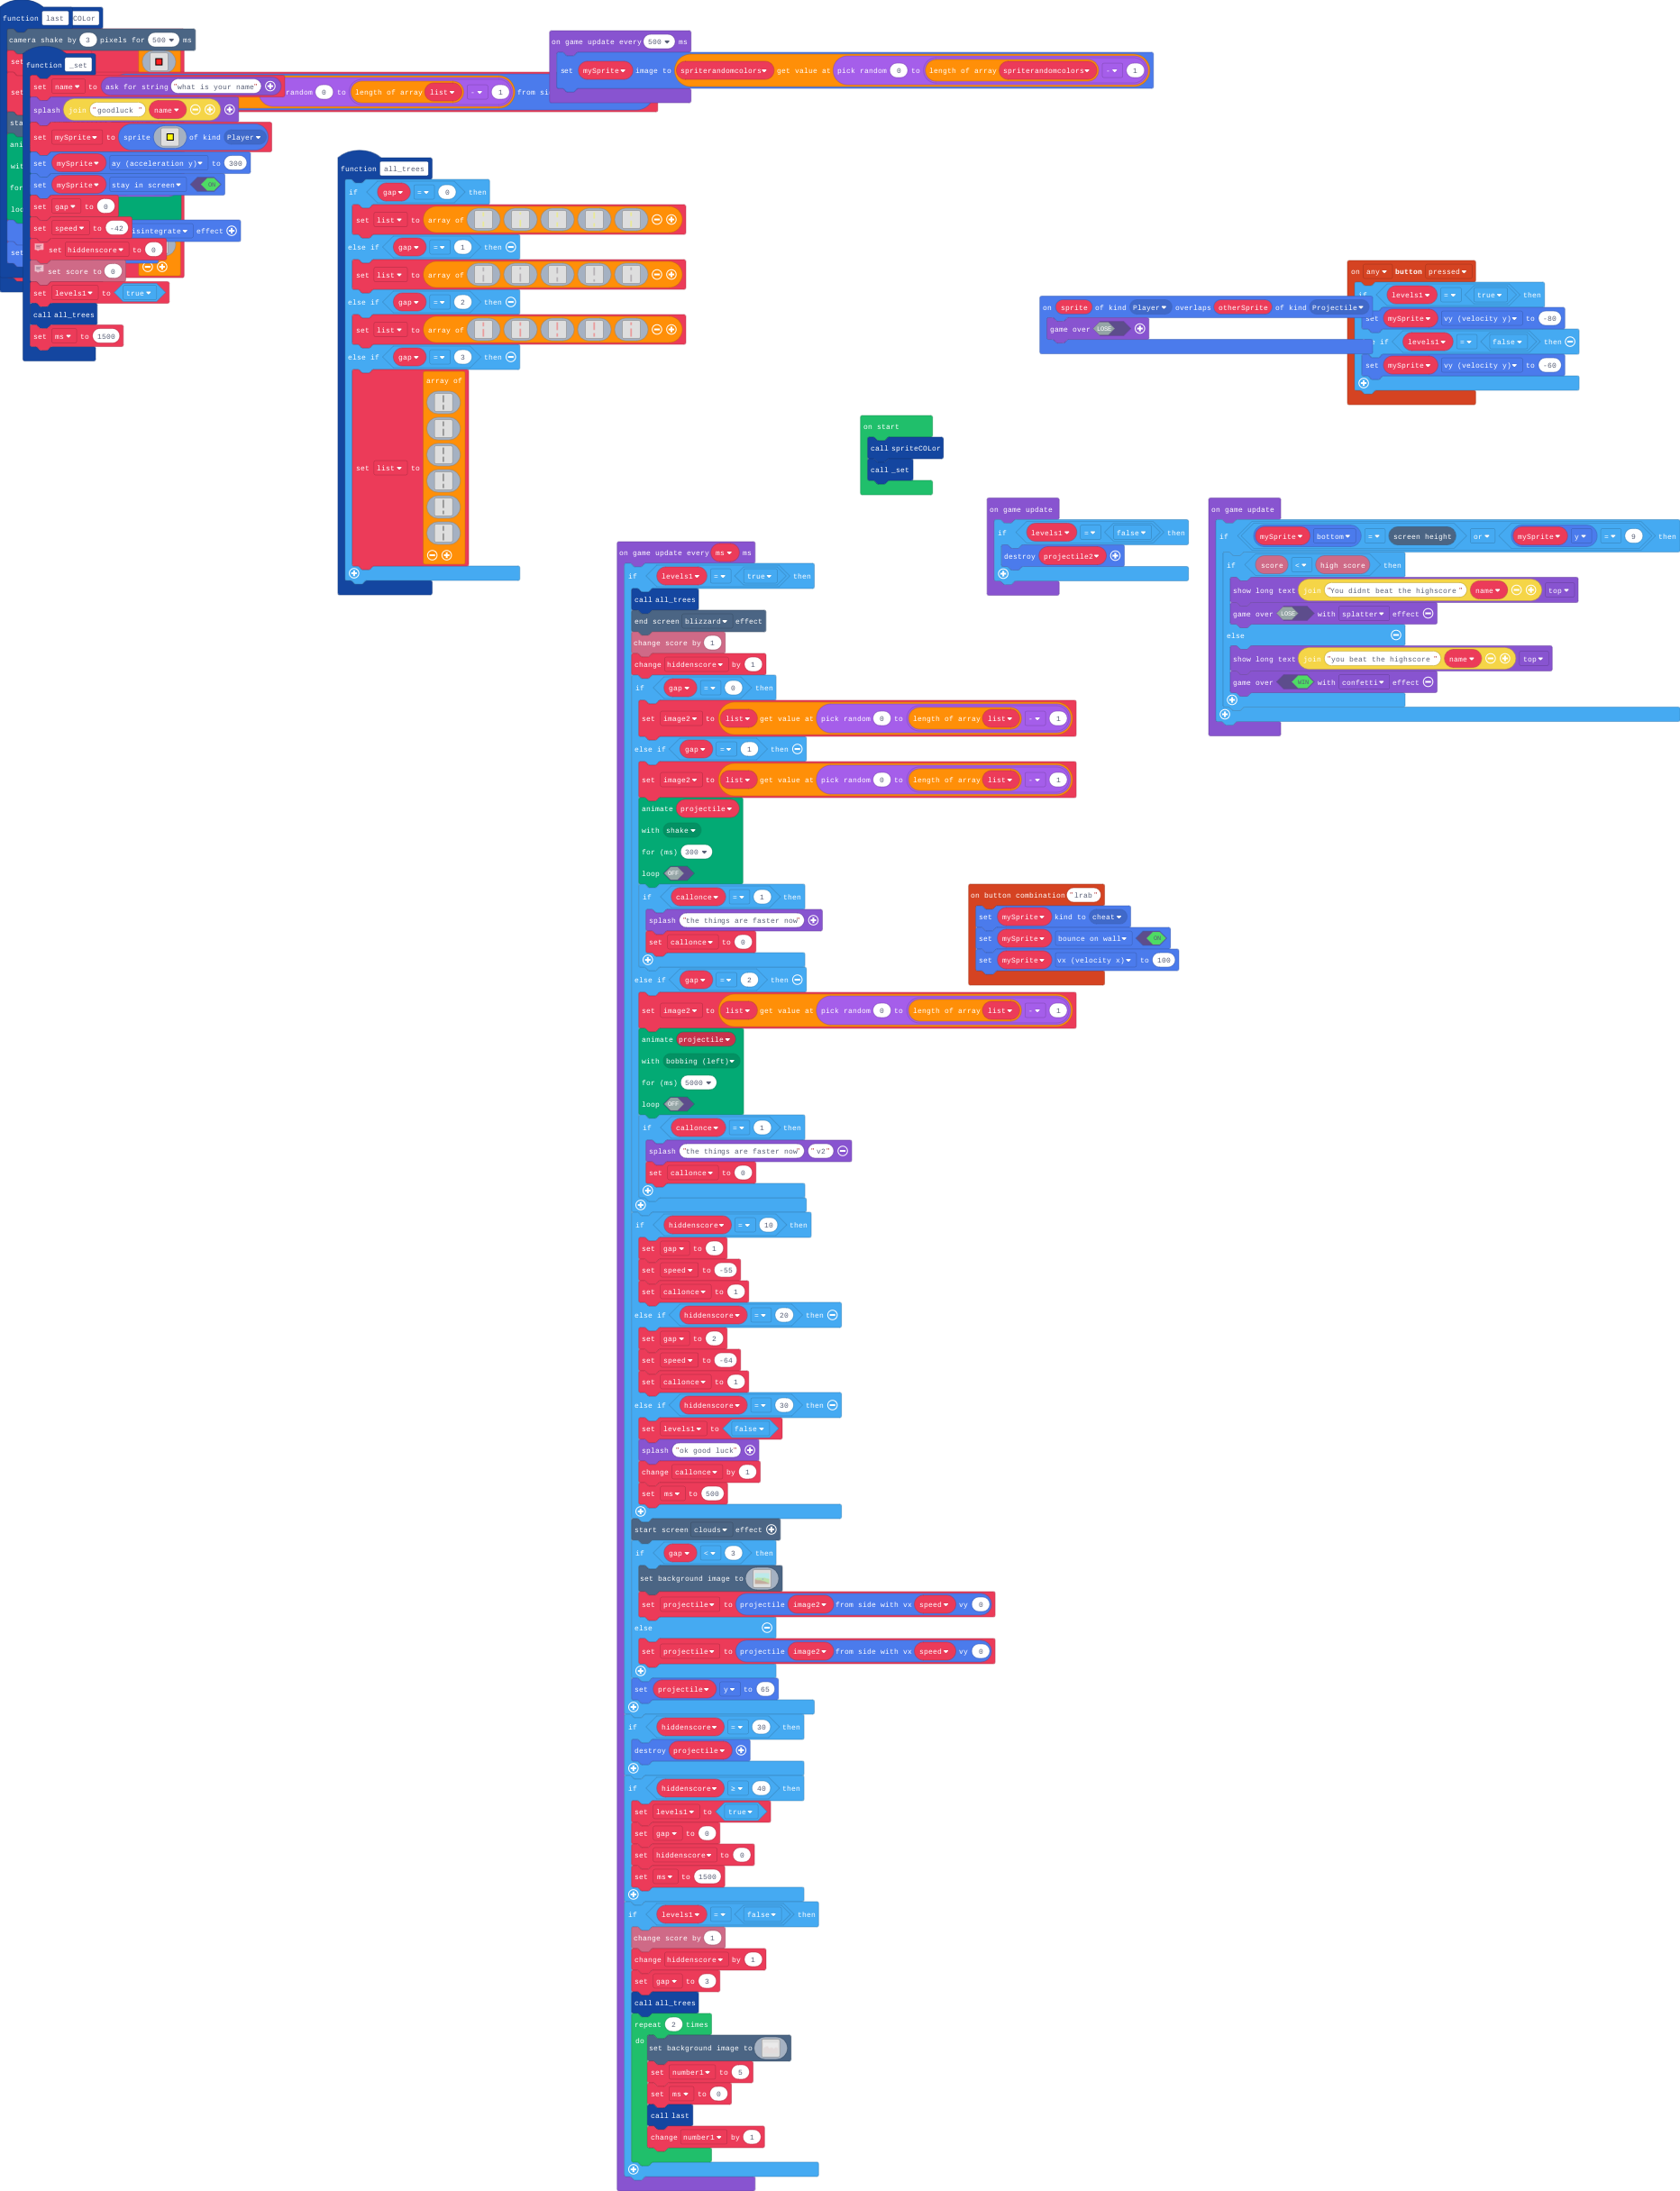 function last COLor
camera shake by 3 pixels for 500 ms
function _set
set name to ask for string "what is your name"
splash join "goodluck " name
set mySprite to sprite of kind Player
set mySprite ay (acceleration y) to 300
set mySprite stay in screen ON
set gap to 0
set speed to -42
isintegrate effect
set hiddenscore to 0
set score to 0
set levels1 to true
call all_trees
set ms to 1500
random 0 to length of array list - 1 from si
on game update every 500 ms
set mySprite image to spriterandomcolors get value at pick random 0 to length of array spriterandomcolors - 1
function all_trees
if gap = 0 then
set list to array of
else if gap = 1 then
set list to array of
else if gap = 2 then
set list to array of
else if gap = 3 then
array of
set list to
on any button pressed
if levels1 = true then
set mySprite vy (velocity y) to -80
if levels1 = false then
set mySprite vy (velocity y) to -60
on sprite of kind Player overlaps otherSprite of kind Projectile
game over LOSE
on start
call spriteCOLor
call _set
on game update
if levels1 = false then
destroy projectile2
on game update
if mySprite bottom = screen height or mySprite y = 9 then
if score < high score then
show long text join "You didnt beat the highscore " name top
game over LOSE with splatter effect
else
show long text join "you beat the highscore " name top
game over WIN with confetti effect
on game update every ms ms
if levels1 = true then
call all_trees
end screen blizzard effect
change score by 1
change hiddenscore by 1
if gap = 0 then
set image2 to list get value at pick random 0 to length of array list - 1
else if gap = 1 then
set image2 to list get value at pick random 0 to length of array list - 1
animate projectile
with shake
for (ms) 300
loop OFF
if callonce = 1 then
splash "the things are faster now"
set callonce to 0
else if gap = 2 then
set image2 to list get value at pick random 0 to length of array list - 1
animate projectile
with bobbing (left)
for (ms) 5000
loop OFF
if callonce = 1 then
splash "the things are faster now" "v2"
set callonce to 0
if hiddenscore = 10 then
set gap to 1
set speed to -55
set callonce to 1
else if hiddenscore = 20 then
set gap to 2
set speed to -64
set callonce to 1
else if hiddenscore = 30 then
set levels1 to false
splash "ok good luck"
change callonce by 1
set ms to 500
start screen clouds effect
if gap < 3 then
set background image to
set projectile to projectile image2 from side with vx speed vy 0
else
set projectile to projectile image2 from side with vx speed vy 0
set projectile y to 65
if hiddenscore = 30 then
destroy projectile
if hiddenscore ≥ 40 then
set levels1 to true
set gap to 0
set hiddenscore to 0
set ms to 1500
if levels1 = false then
change score by 1
change hiddenscore by 1
set gap to 3
call all_trees
repeat 2 times
do set background image to
set number1 to 5
set ms to 0
call last
change number1 by 1
on button combination "lrab"
set mySprite kind to cheat
set mySprite bounce on wall ON
set mySprite vx (velocity x) to 100